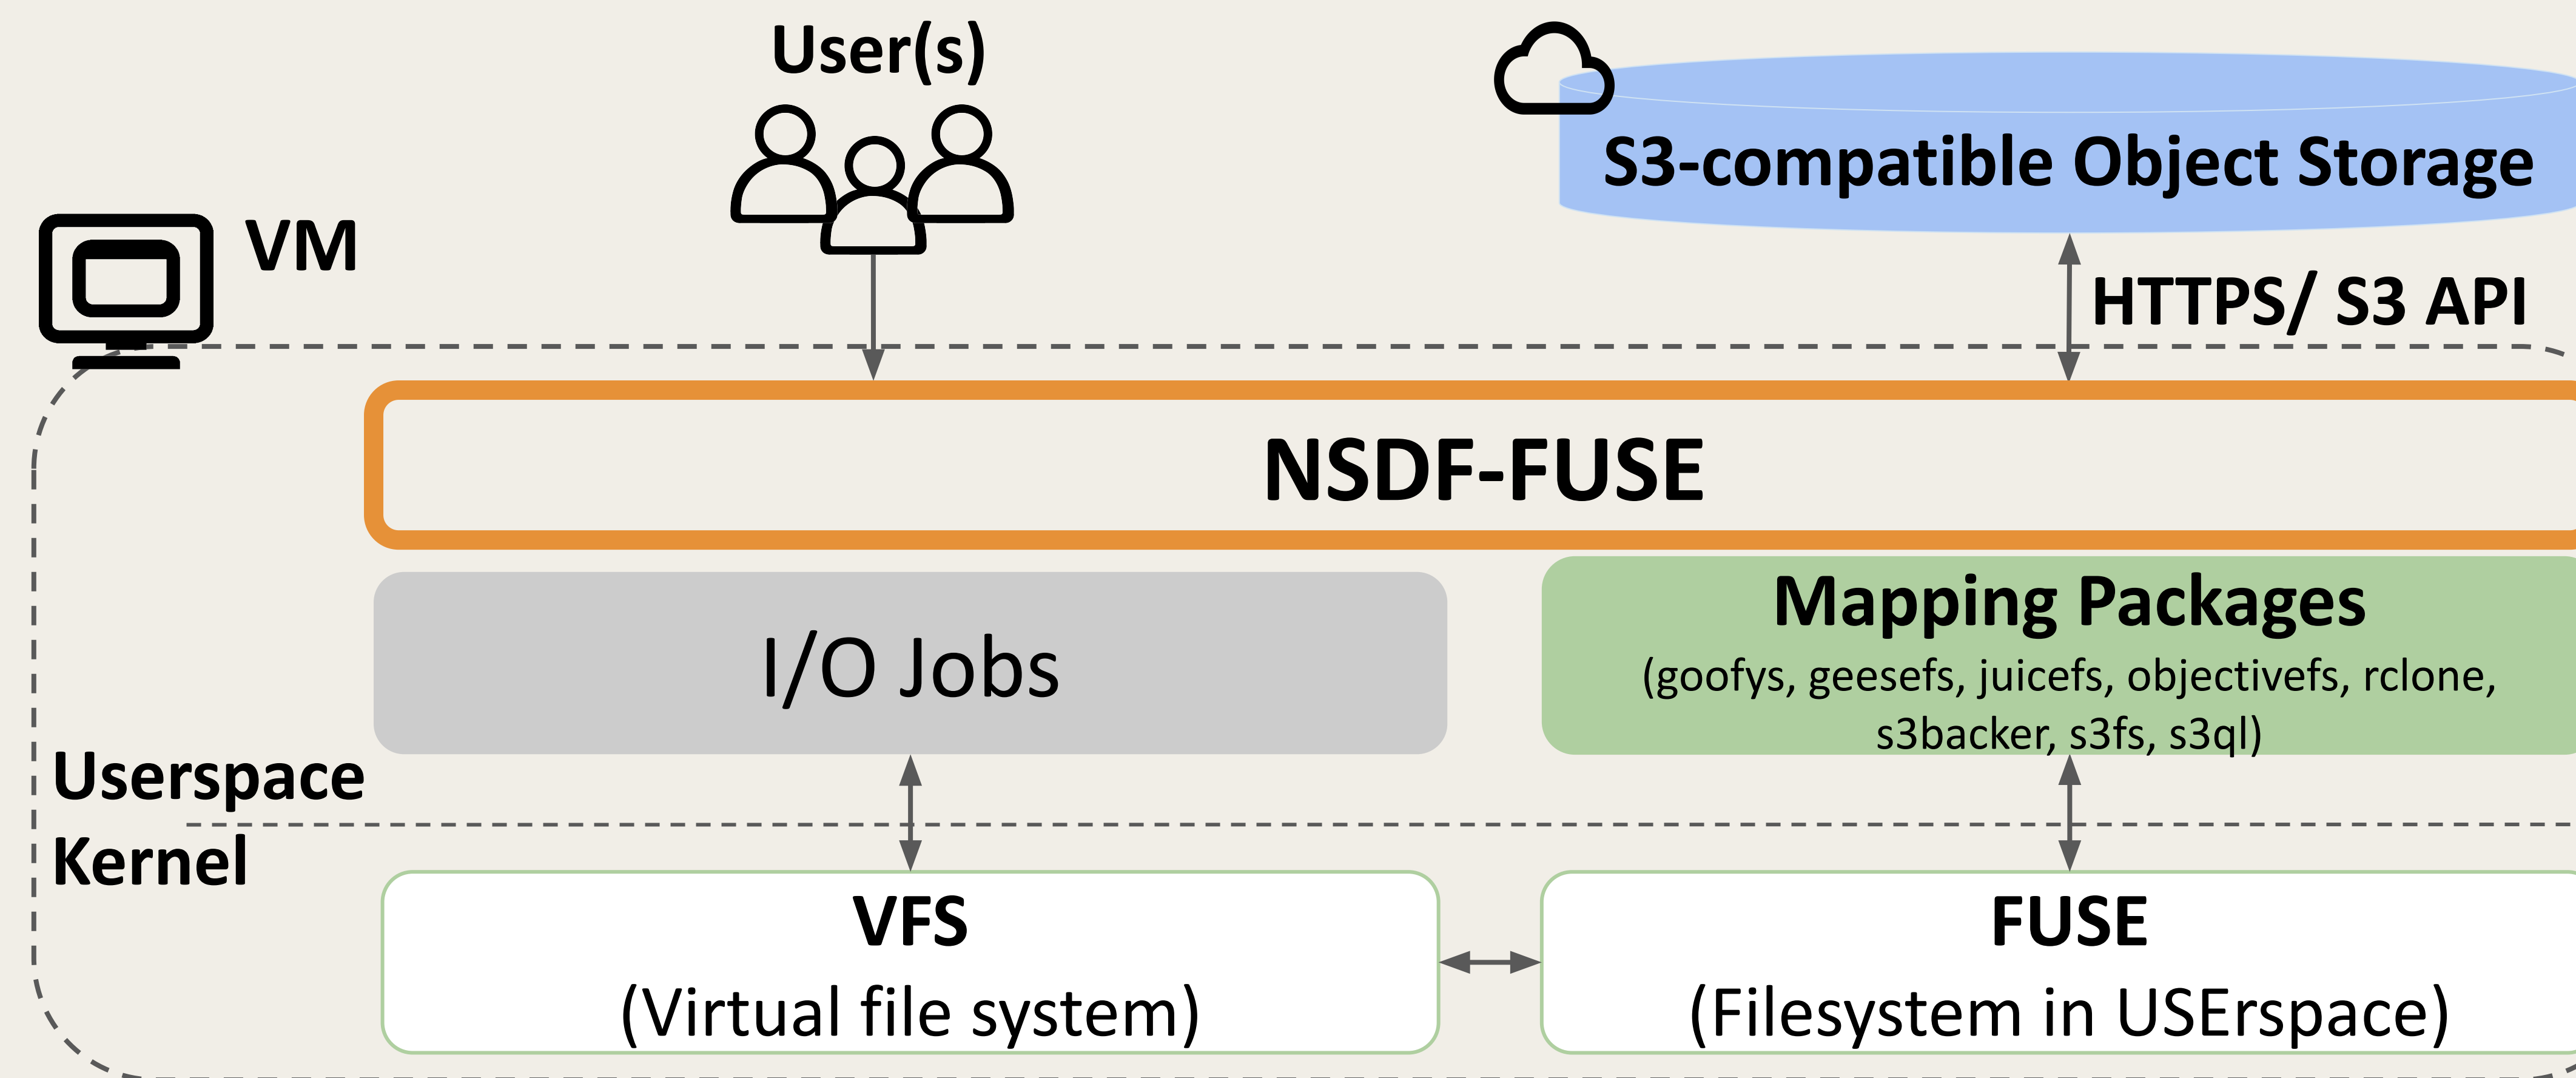 User(s)
S3-compatible Object Storage
VM
HTTPS/ S3 API
NSDF-FUSE
I/O Jobs
Mapping Packages
(goofys, geesefs, juicefs, objectivefs, rclone,
s3backer, s3fs, s3ql)
Userspace
Kernel
VFS
(Virtual file system)
FUSE
(Filesystem in USErspace)